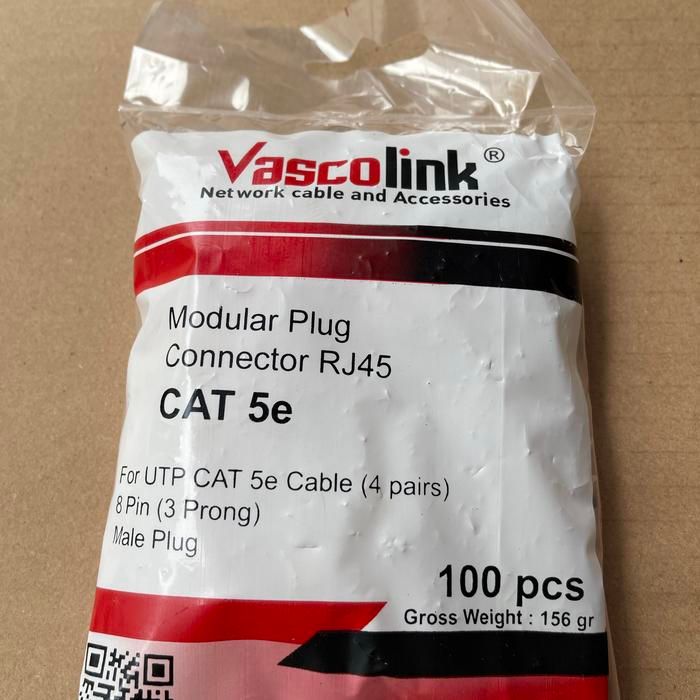 Vascolink ®
Network cable and Accessories
Modular Plug
Connector RJ45
CAT 5e
For UTP CAT 5e Cable (4 pairs)
8 Pin (3 Prong)
Male Plug
100 pcs
Gross Weight : 156 gr